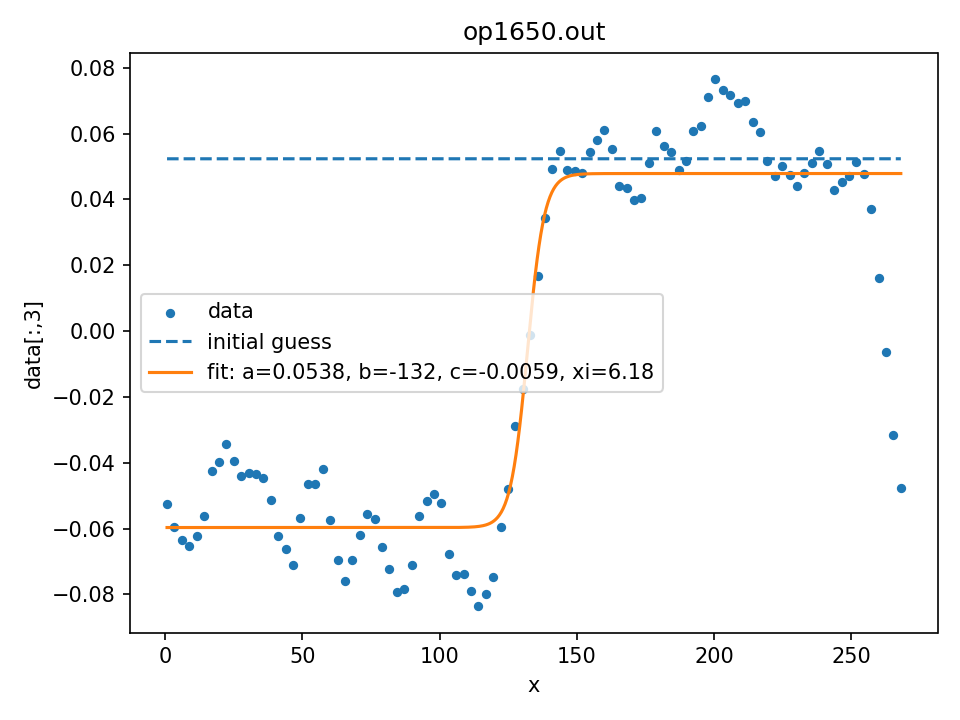 op1650.out
0.08
0.06
0.04
0.02
0.00
−0.02
−0.04
−0.06
−0.08
data[:,3]
data
initial guess
fit: a=0.0538, b=-132, c=-0.0059, xi=6.18
0 50 100 150 200 250
x